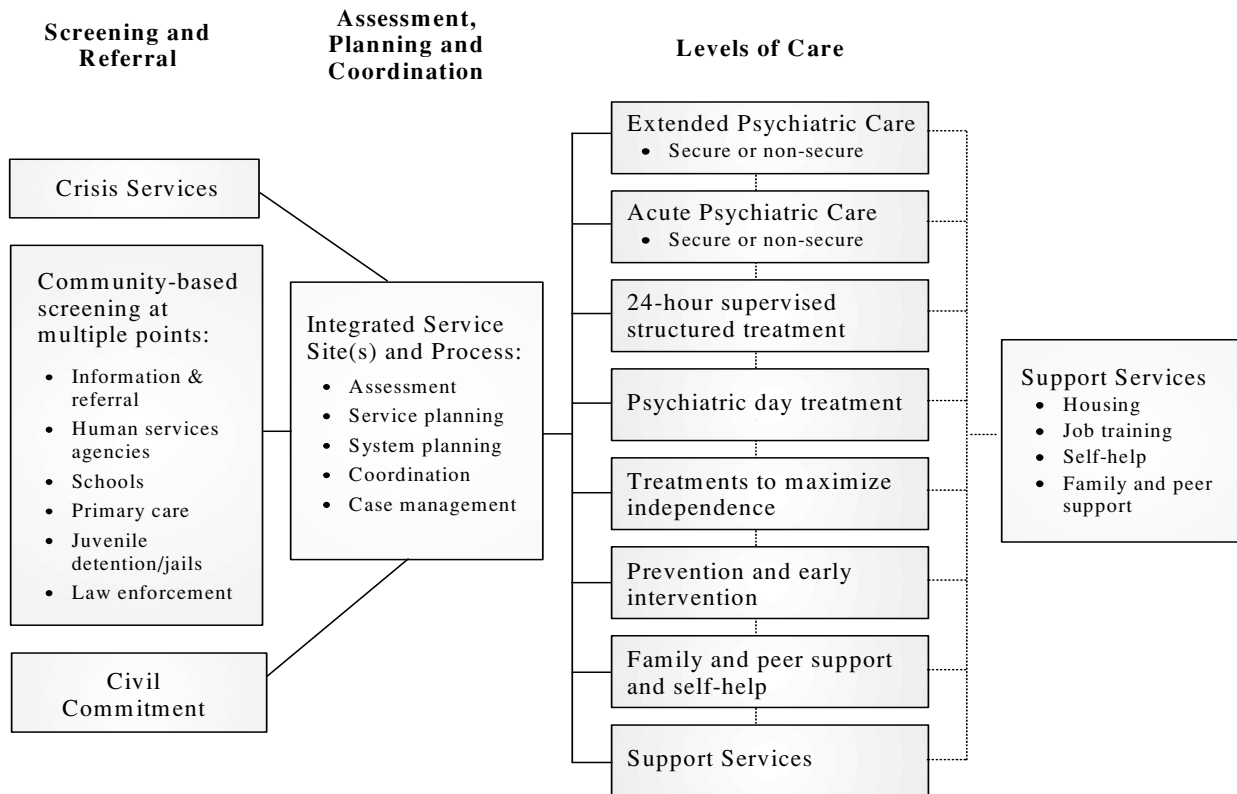 Screening and
Referral
Assessment,
Planning and
Coordination
Levels of Care
Crisis Services
Community-based
screening at
multiple points:
• Information &
referral
• Human services
agencies
• Schools
• Primary care
• Juvenile
detention/jails
• Law enforcement
Civil
Commitment
Integrated Service
Site(s) and Process:
• Assessment
• Service planning
• System planning
• Coordination
• Case management
Extended Psychiatric Care
• Secure or non-secure
Acute Psychiatric Care
• Secure or non-secure
24-hour supervised
structured treatment
Psychiatric day treatment
Treatments to maximize
independence
Prevention and early
intervention
Family and peer support
and self-help
Support Services
Support Services
• Housing
• Job training
• Self-help
• Family and peer
support